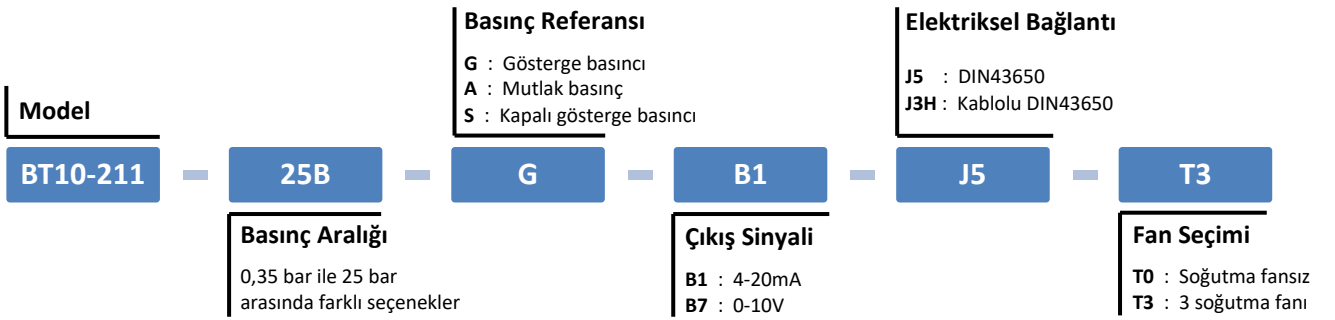 Basınç Referansı
G : Gösterge basıncı
A : Mutlak basınç
S : Kapalı gösterge basıncı
Elektriksel Bağlantı
J5 : DIN43650
J3H : Kablolu DIN43650
Model
BT10-211 - 25B - G - B1 - J5 - T3
Basınç Aralığı
0,35 bar ile 25 bar
arasında farklı seçenekler
Çıkış Sinyali
B1 : 4-20mA
B7 : 0-10V
Fan Seçimi
T0 : Soğutma fansız
T3 : 3 soğutma fanı